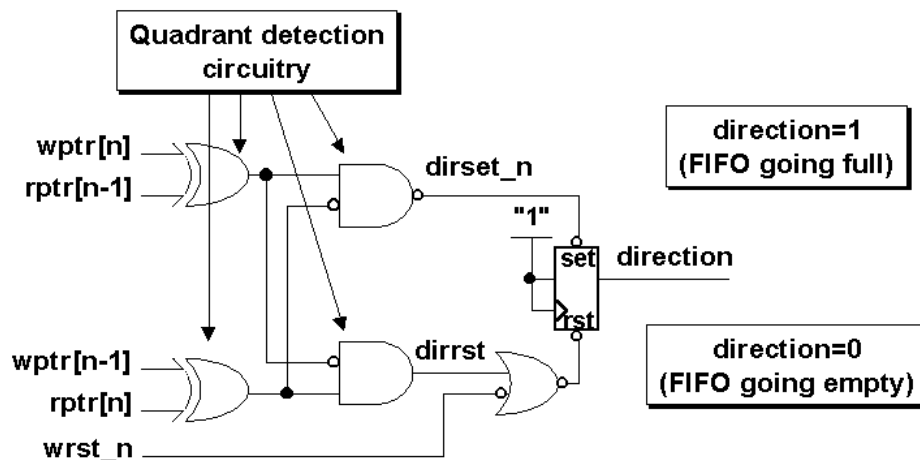 Quadrant detection
circuitry
wptr[n]
rptr[n-1]
dirset_n
"1"
set
rst
direction
direction=1
(FIFO going full)
wptr[n-1]
rptr[n]
wrst_n
dirrst
direction=0
(FIFO going empty)